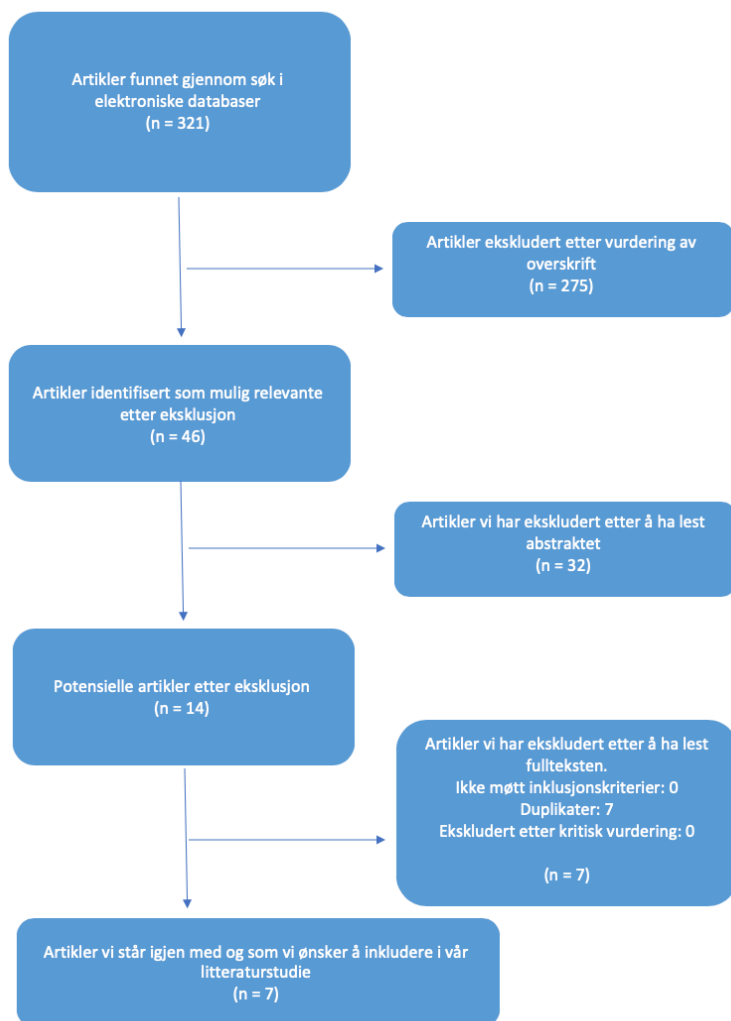 Artikler funnet gjennom søk i
elektroniske databaser
(n = 321)
Artikler ekskludert etter vurdering av
overskrift
(n = 275)
Artikler identifisert som mulig relevante
etter eksklusjon
(n = 46)
Artikler vi har ekskludert etter å ha lest
abstraktet
(n = 32)
Potensielle artikler etter eksklusjon
(n = 14)
Artikler vi har ekskludert etter å ha lest
fullteksten.
Ikke møtt inklusjonskriterier: 0
Duplikater: 7
Ekskludert etter kritisk vurdering: 0
(n = 7)
Artikler vi står igjen med og som vi ønsker å inkludere i vår
litteraturstudie
(n = 7)